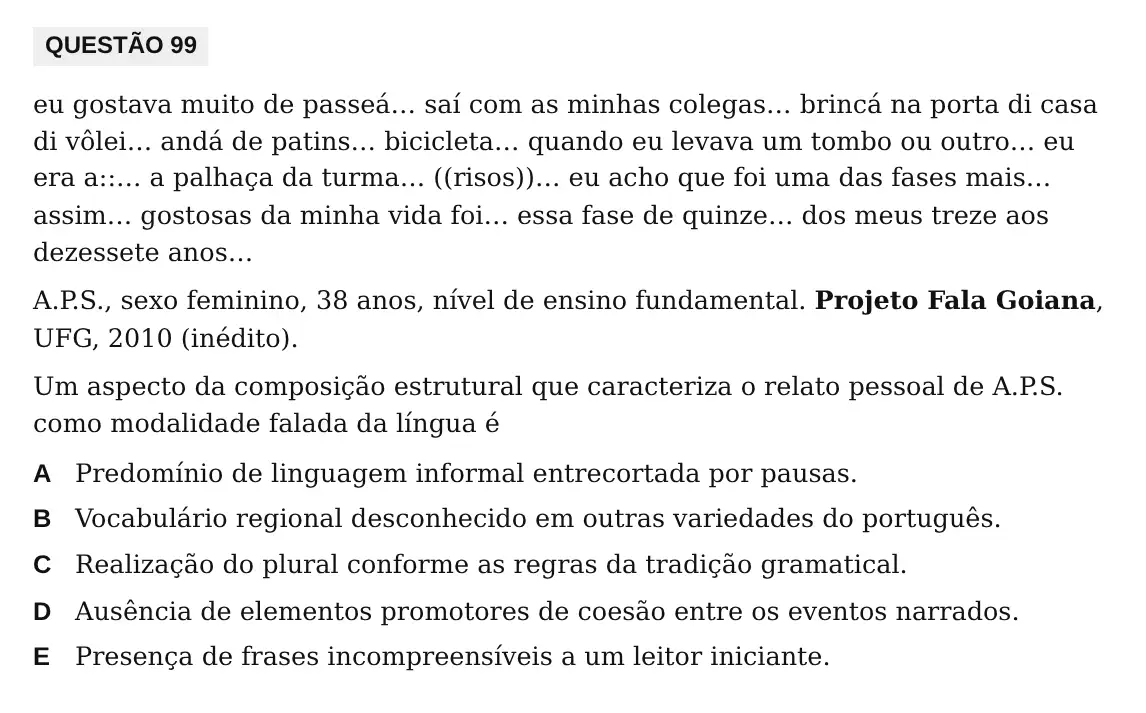 QUESTÃO 99
eu gostava muito de passeá... saí com as minhas colegas... brincá na porta di casa
di vôlei... andá de patins... bicicleta... quando eu levava um tombo ou outro... eu
era a::... a palhaça da turma... ((risos))... eu acho que foi uma das fases mais...
assim... gostosas da minha vida foi... essa fase de quinze... dos meus treze aos
dezessete anos...
A.P.S., sexo feminino, 38 anos, nível de ensino fundamental. Projeto Fala Goiana,
UFG, 2010 (inédito).
Um aspecto da composição estrutural que caracteriza o relato pessoal de A.P.S.
como modalidade falada da língua é
A Predomínio de linguagem informal entrecortada por pausas.
B Vocabulário regional desconhecido em outras variedades do português.
C Realização do plural conforme as regras da tradição gramatical.
D Ausência de elementos promotores de coesão entre os eventos narrados.
E Presença de frases incompreensíveis a um leitor iniciante.